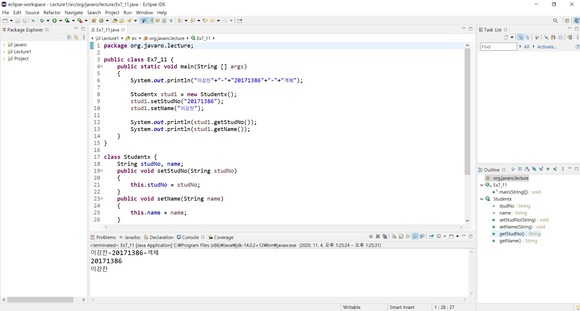 eclipse-workspace - Lecture1/src/org/javaro/lecture/Ex7_11.java - Eclipse IDE
File Edit Source Refactor Navigate Search Project Run Window Help
Package Explorer
javaro
Lecture1
Project
Ex7_11.java
Lecture1 src org.javaro.lecture Ex7_11
1 package org.javaro.lecture;
2
3 public class Ex7_11 {
4 public static void main(String [] args)
5 {
6 System.out.println("이강찬"+"-"+"20171386"+"-"+"객체");
7
8 Studentx stud1 = new Studentx();
9 stud1.setStudNo("20171386");
10 stud1.setName("이강찬");
11
12 System.out.println(stud1.getStudNo());
13 System.out.println(stud1.getName());
14 }
15 }
16
17 class Studentx {
18 String studNo, name;
19 public void setStudNo(String studNo)
20 {
21 this.studNo = studNo;
22 }
23 public void setName(String name)
24 {
25 this.name = name;
26 }
Problems Javadoc Declaration Console Coverage
<terminated> Ex7_11 [Java Application] C:\Program Files (x86)\Java\jdk-14.0.2+12\bin\javaw.exe (2020. 11. 4. 오후 1:25:24 – 1:25:31)
이강찬-20171386-객체
20171386
이강찬
Task List
Find All Activate...
Outline
org.javaro.lecture
Ex7_11
main(String[]) : void
Studentx
studNo : String
name : String
setStudNo(String) : void
setName(String) : void
getStudNo() : String
getName() : String
Writable Smart Insert 1 : 28 : 27